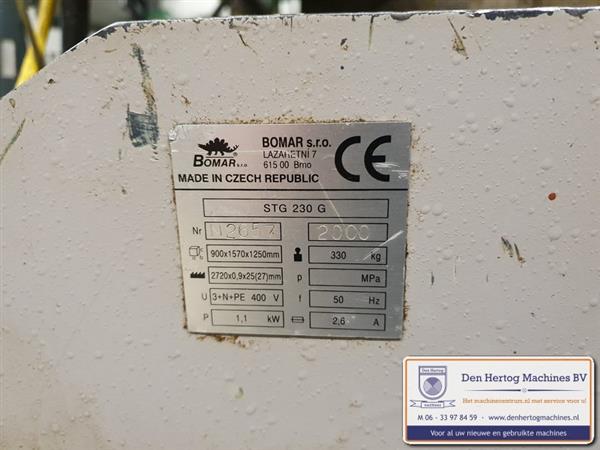 BOMAR s.r.o.
BOMAR s.r.o.
LAZARETNÍ 7
615 00 Brno
CE
MADE IN CZECH REPUBLIC
STG 230 G
Nr 2000
900x1570x1250mm 330 kg
2720x0,9x25(27)mm p MPa
U 3+N+PE 400 V f 50 Hz
P 1,1 kW 2,6 A
Den Hertog Machines BV
Het machinecentrum.nl met service voor u!
M 06 - 33 97 84 59 - www.denhertogmachines.nl
Voor al uw nieuwe en gebruikte machines